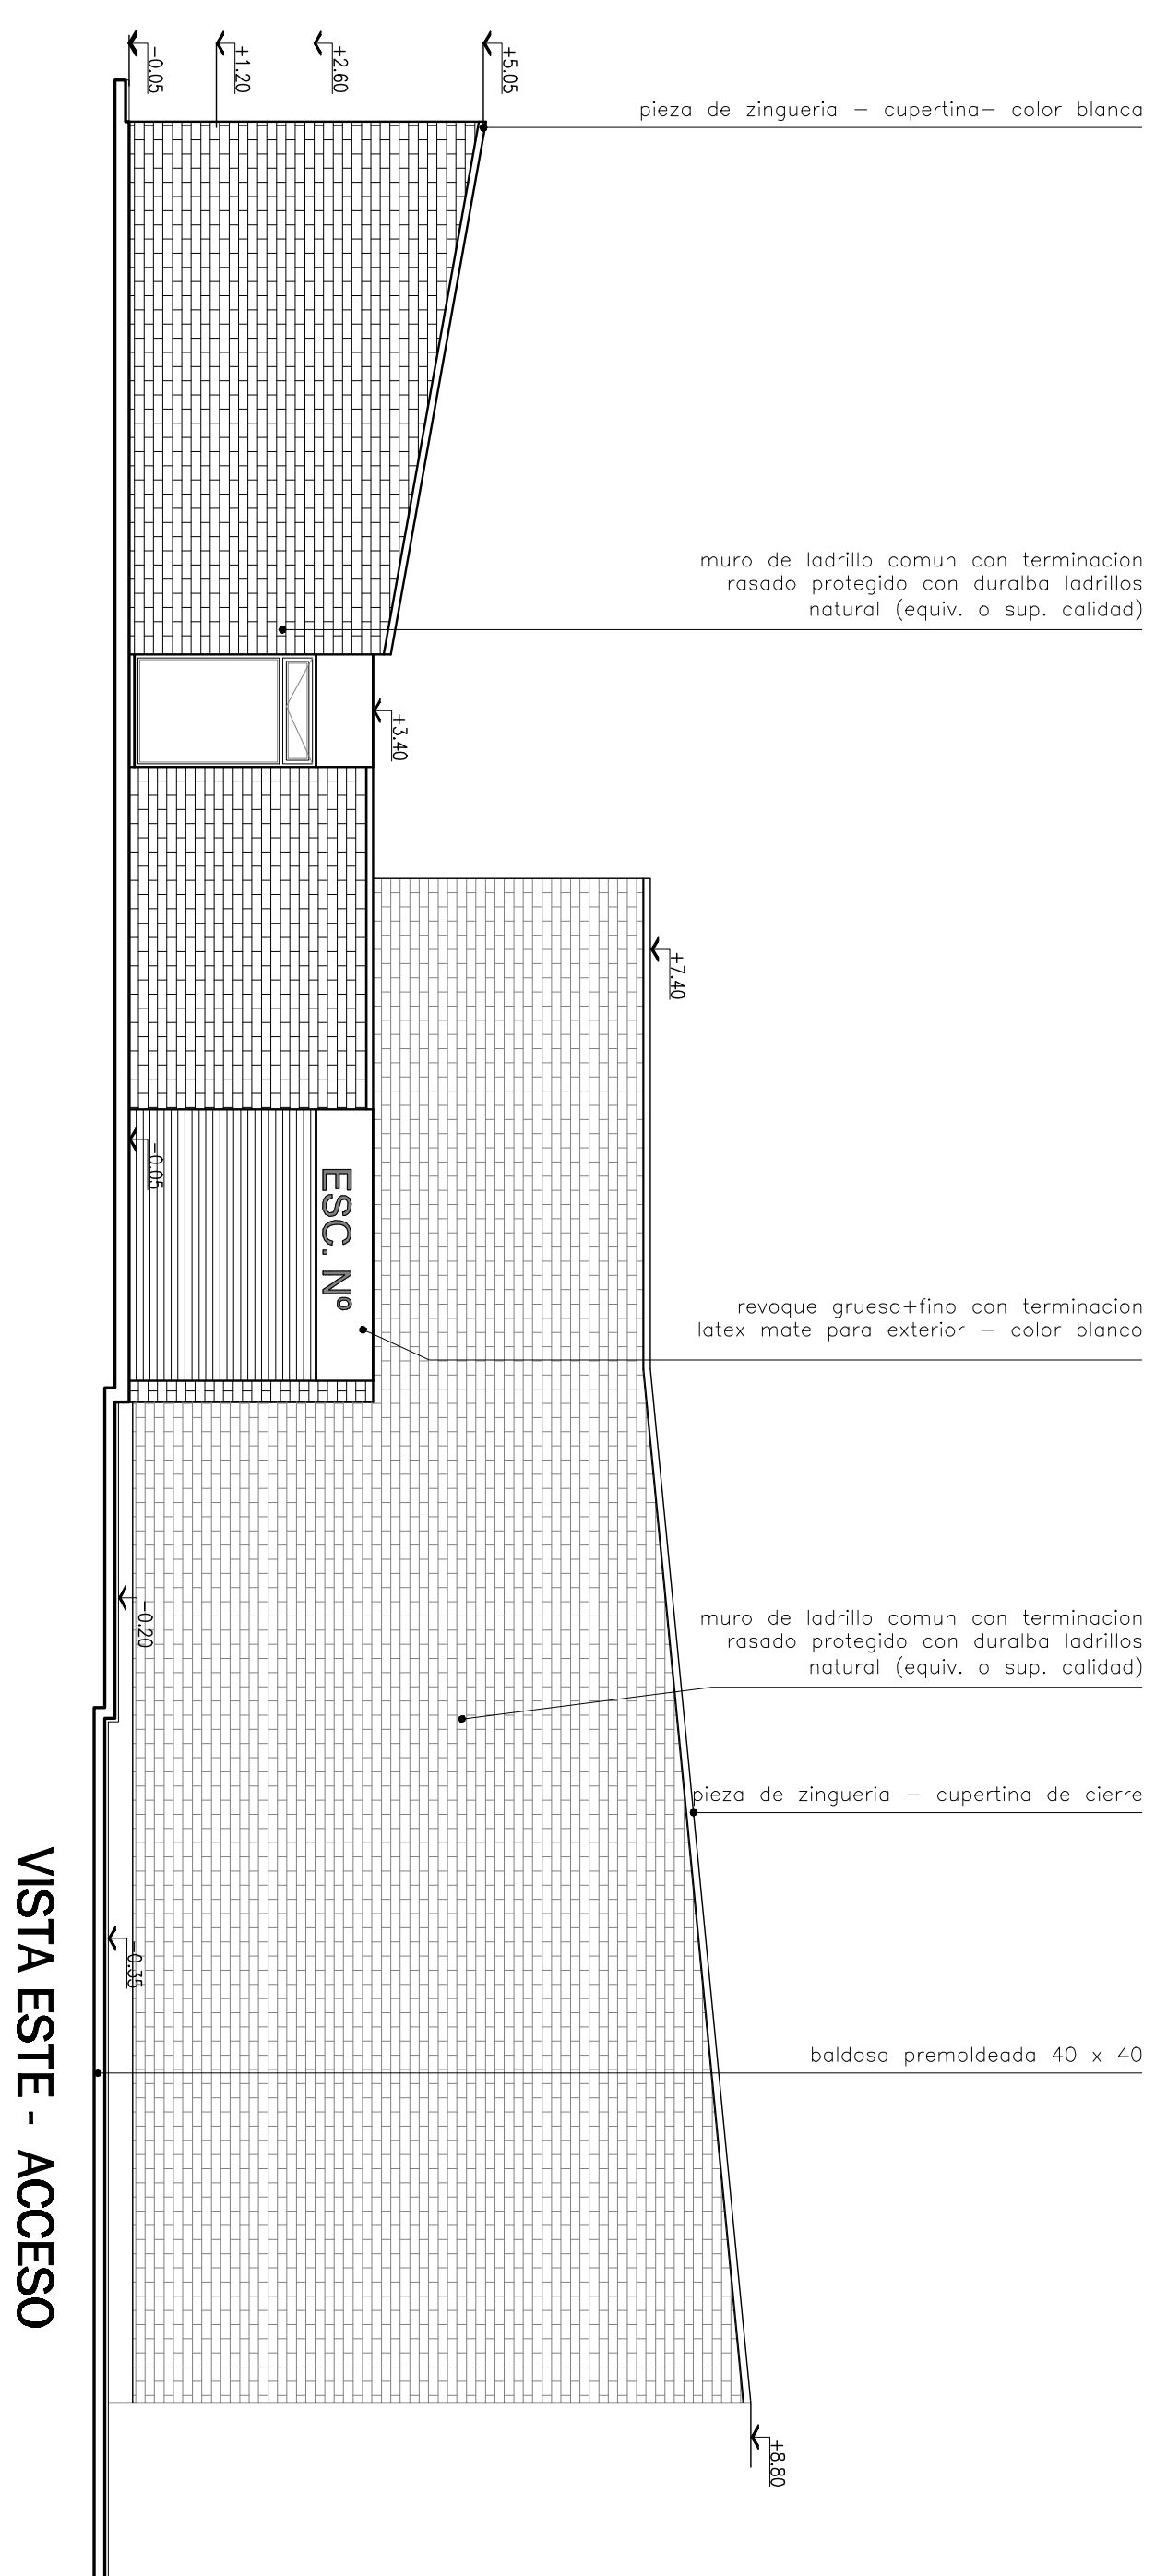 -0.05
+1.20
+2.60
+5.05
pieza de zingueria - cupertina- color blanca
muro de ladrillo comun con terminacion
rasado protegido con duralba ladrillos
natural (equiv. o sup. calidad)
+3.40
+7.40
-0.05
ESC. Nº
revoque grueso+fino con terminacion
latex mate para exterior - color blanco
-0.20
muro de ladrillo comun con terminacion
rasado protegido con duralba ladrillos
natural (equiv. o sup. calidad)
pieza de zingueria - cupertina de cierre
-0.35
baldosa premoldeada 40 x 40
+8.80
VISTA ESTE - ACCESO